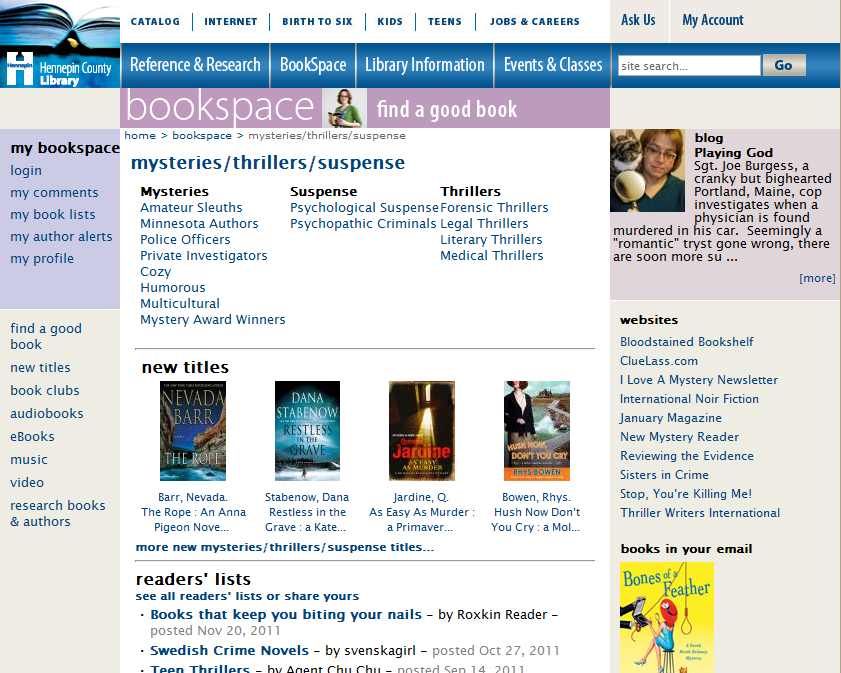 CATALOG INTERNET BIRTH TO SIX KIDS TEENS JOBS & CAREERS
Ask Us My Account
Hennepin
Hennepin County
Library
Reference & Research BookSpace Library Information Events & Classes
site search... Go
bookspace find a good book
home > bookspace > mysteries/thrillers/suspense
my bookspace
login
my comments
my book lists
my author alerts
my profile
find a good
book
new titles
book clubs
audiobooks
eBooks
music
video
research books
& authors
mysteries/thrillers/suspense
Mysteries
Amateur Sleuths
Minnesota Authors
Police Officers
Private Investigators
Cozy
Humorous
Multicultural
Mystery Award Winners
Suspense
Psychological Suspense
Psychopathic Criminals
Thrillers
Forensic Thrillers
Legal Thrillers
Literary Thrillers
Medical Thrillers
new titles
NEVADA
BARR
THE ROPE
DANA
STABENOW
RESTLESS
IN THE
GRAVE
Quintin
Jardine
AS EASY
AS MURDER
HUSH NOW,
DON'T YOU CRY
RHYS BOWEN
Barr, Nevada.
The Rope : An Anna
Pigeon Nove...
Stabenow, Dana
Restless in the
Grave : a Kate...
Jardine, Q.
As Easy As Murder :
a Primaver...
Bowen, Rhys.
Hush Now Don't
You Cry : a Mol...
more new mysteries/thrillers/suspense titles...
readers' lists
see all readers' lists or share yours
· Books that keep you biting your nails – by Roxkin Reader –
posted Nov 20, 2011
· Swedish Crime Novels – by svenskagirl – posted Oct 27, 2011
· Teen Thrillers – by Agent Chu Chu – posted Sep 14, 2011
blog
Playing God
Sgt. Joe Burgess, a
cranky but bighearted
Portland, Maine, cop
investigates when a
physician is found
murdered in his car. Seemingly a
"romantic" tryst gone wrong, there
are soon more su ...
[more]
websites
Bloodstained Bookshelf
ClueLass.com
I Love A Mystery Newsletter
International Noir Fiction
January Magazine
New Mystery Reader
Reviewing the Evidence
Sisters in Crime
Stop, You're Killing Me!
Thriller Writers International
books in your email
Bones of a
Feather
A Sarah
Booth Delaney
Mystery